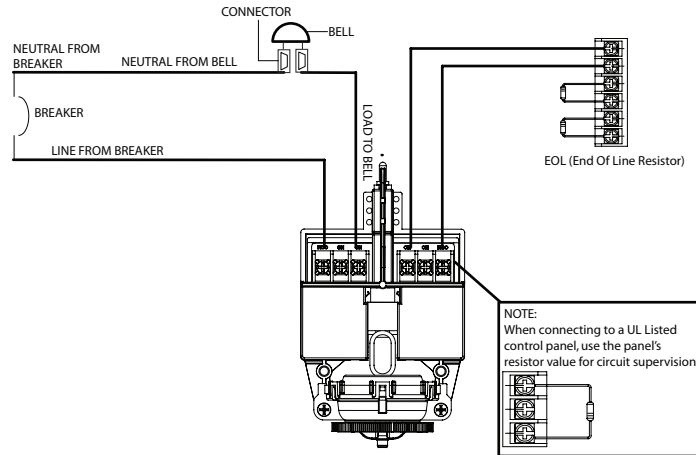 CONNECTOR
BELL
NEUTRAL FROM
BREAKER
NEUTRAL FROM BELL
BREAKER
LINE FROM BREAKER
LOAD TO BELL
EOL (End Of Line Resistor)
NOTE:
When connecting to a UL Listed
control panel, use the panel's
resistor value for circuit supervision